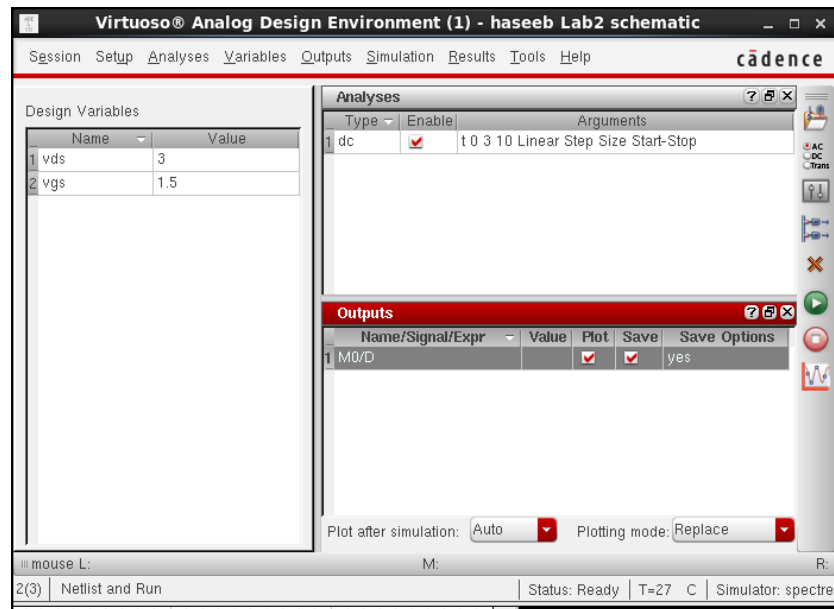 Virtuoso® Analog Design Environment (1) - haseeb Lab2 schematic
Session Setup Analyses Variables Outputs Simulation Results Tools Help cādence
Design Variables
Name Value
1 vds 3
2 vgs 1.5
Analyses
Type Enable Arguments
1 dc t 0 3 10 Linear Step Size Start-Stop
AC
DC
Trans
Outputs
Name/Signal/Expr Value Plot Save Save Options
1 M0/D yes
Plot after simulation: Auto Plotting mode: Replace
mouse L: M: R:
2(3) Netlist and Run Status: Ready T=27 C Simulator: spectre